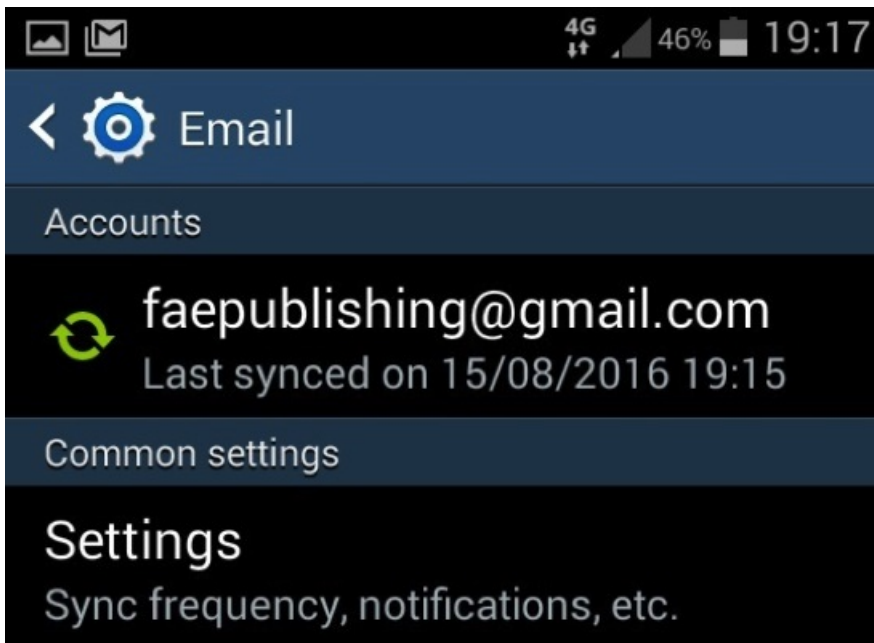 4G 46% 19:17
Email
Accounts
faepublishing@gmail.com
Last synced on 15/08/2016 19:15
Common settings
Settings
Sync frequency, notifications, etc.